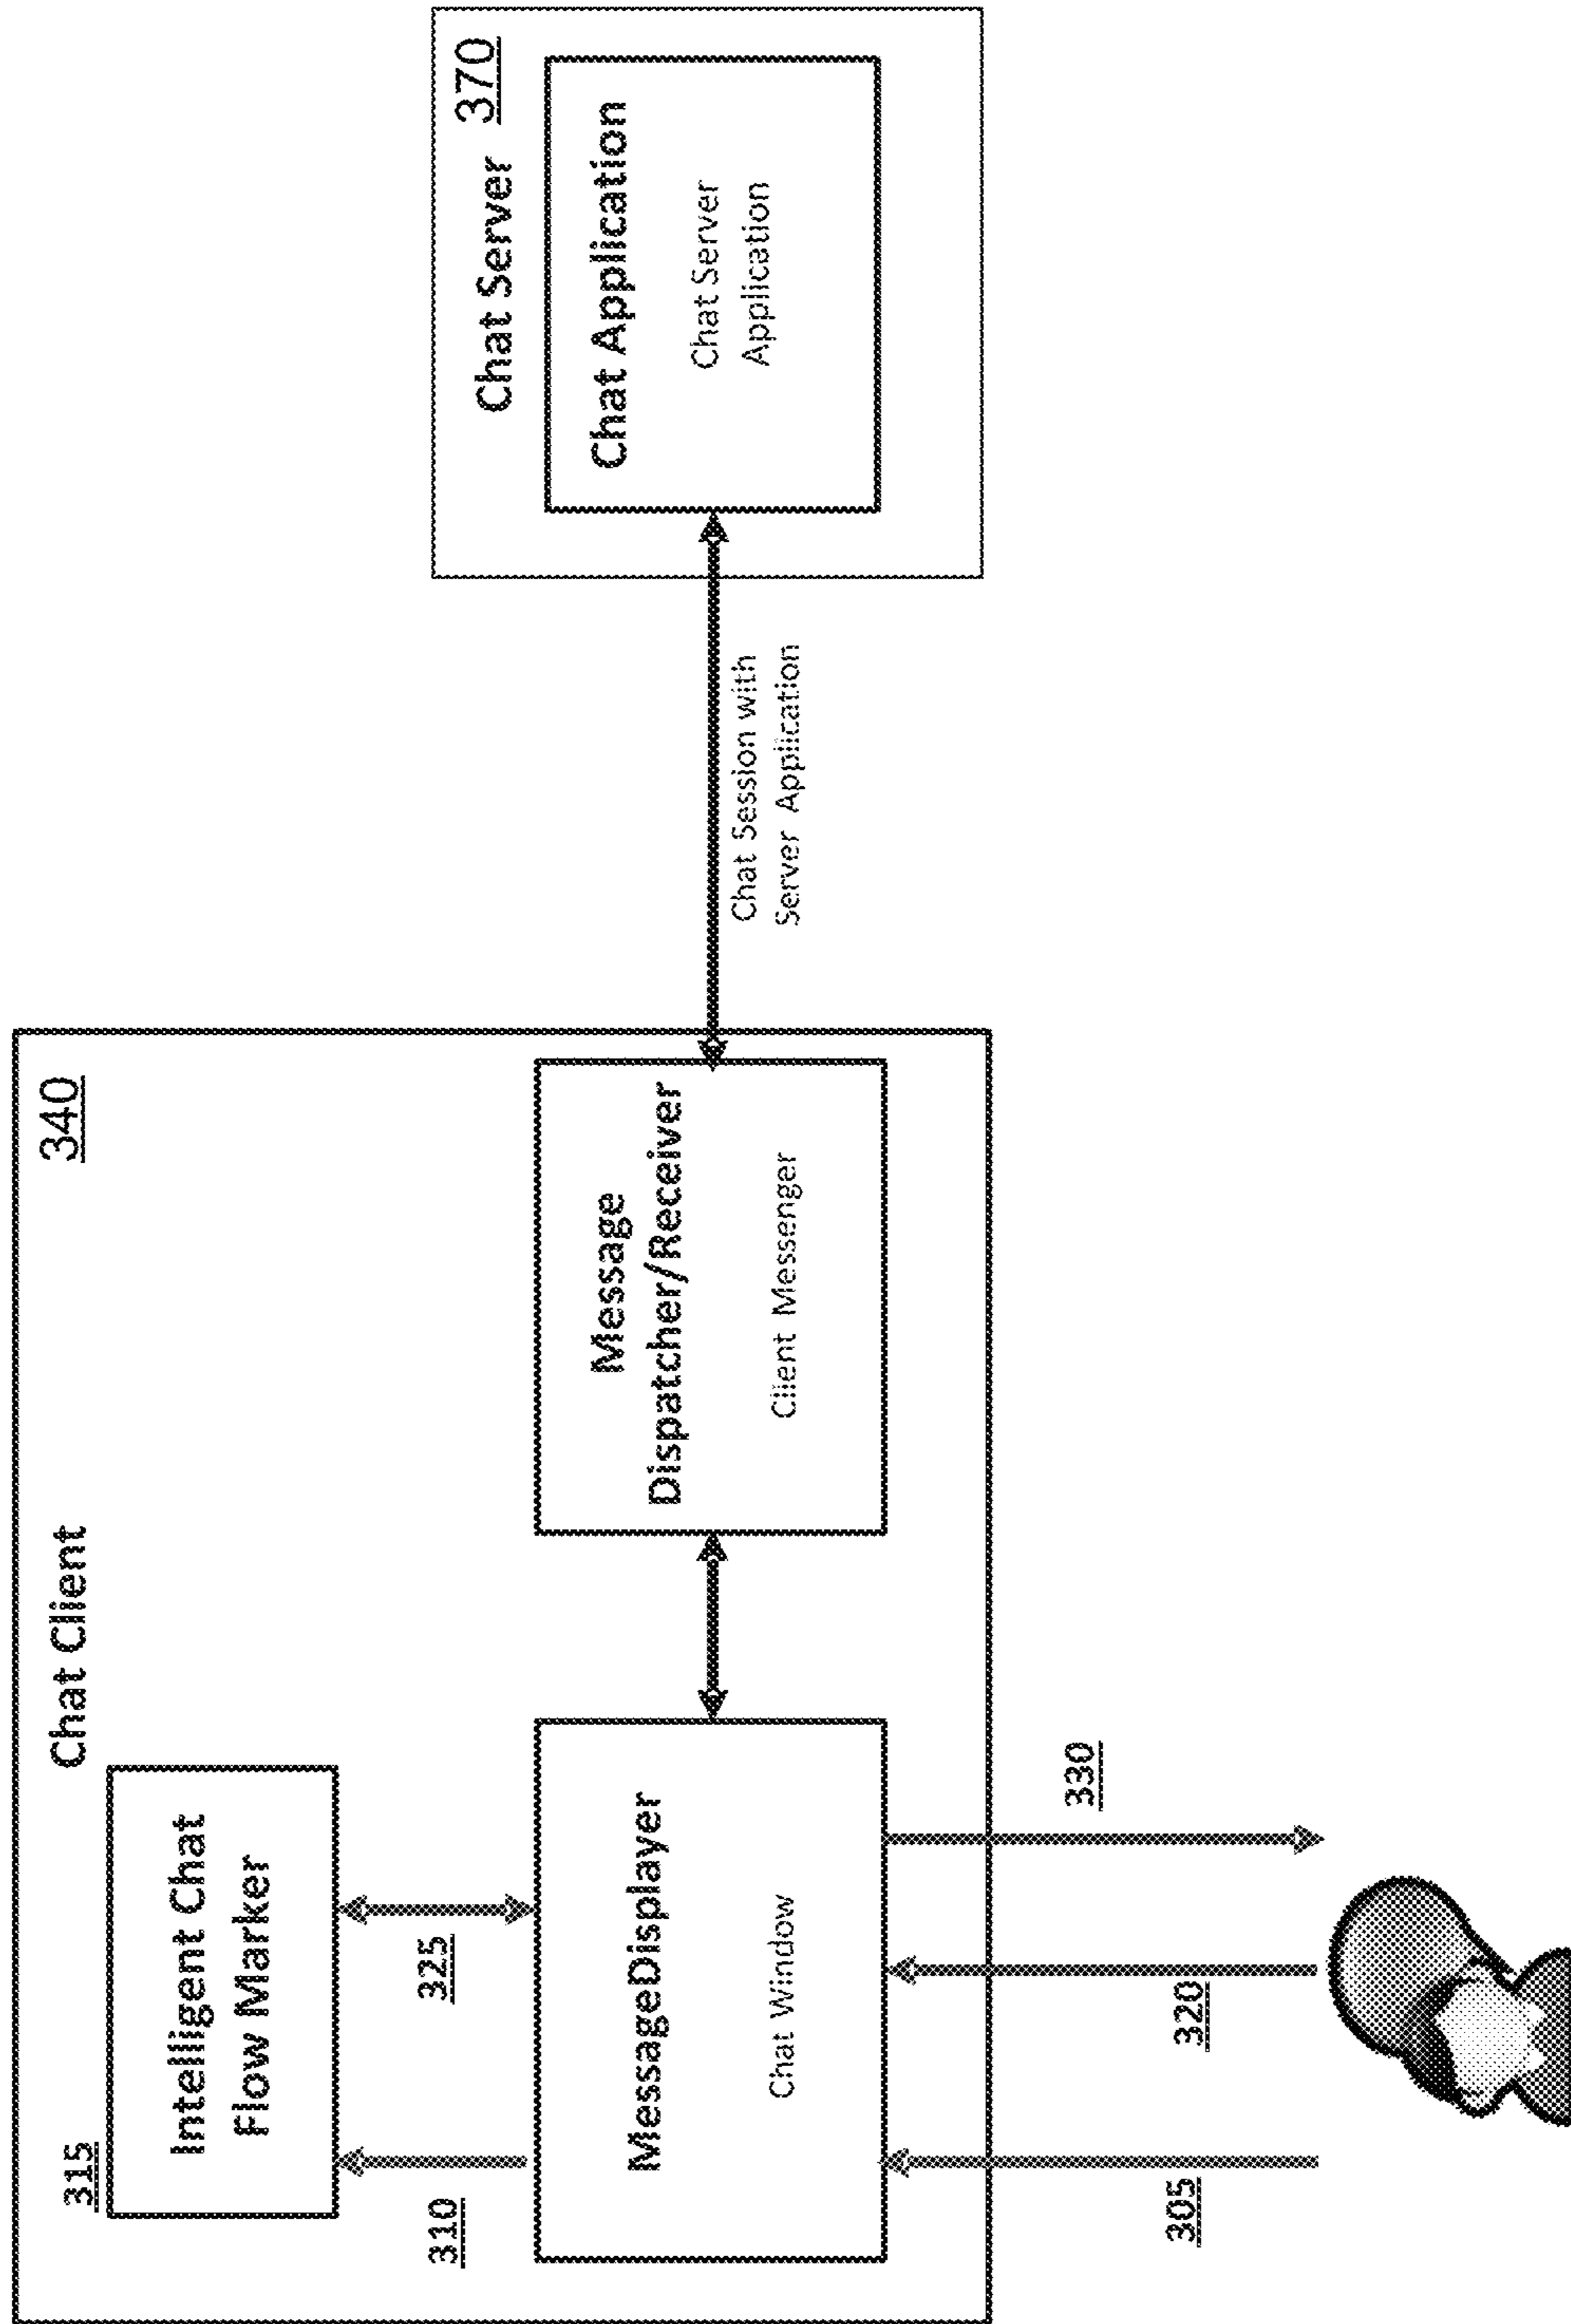 Chat Client
340
315
Intelligent Chat
Flow Marker
310
325
MessageDisplayer
Chat Window
Message
Dispatcher/Receiver
Client Messenger
305
320
330
Chat Session with
Server Application
Chat Server
370
Chat Application
Chat Server
Application